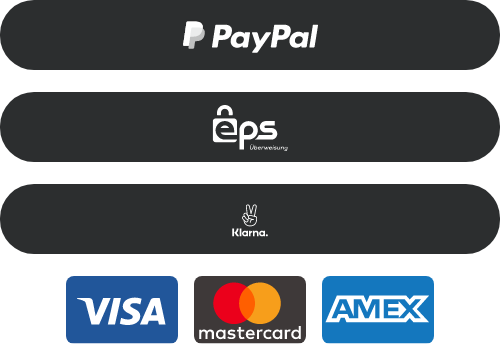 PayPal
eps
Überweisung
Klarna.
VISA
mastercard
AMEX